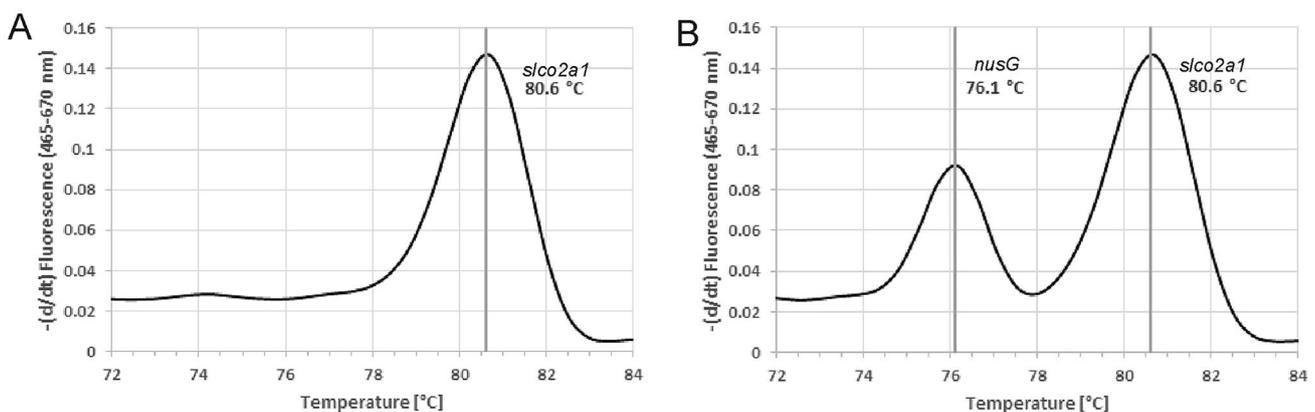 A
-(d/dt) Fluorescence (465-670 nm)
0.16
0.14
0.12
0.1
0.08
0.06
0.04
0.02
0
slco2a1
80.6 °C
72 74 76 78 80 82 84
Temperature [°C]
B
-(d/dt) Fluorescence (465-670 nm)
0.16
0.14
0.12
0.1
0.08
0.06
0.04
0.02
0
nusG
76.1 °C
slco2a1
80.6 °C
72 74 76 78 80 82 84
Temperature [°C]